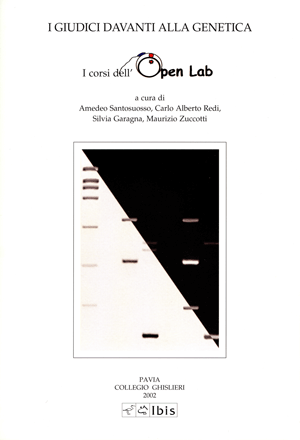 I GIUDICI DAVANTI ALLA GENETICA
I corsi dell' Open Lab
a cura di
Amedeo Santosuosso, Carlo Alberto Redi,
Silvia Garagna, Maurizio Zuccotti
PAVIA
COLLEGIO GHISLIERI
2002
Ibis